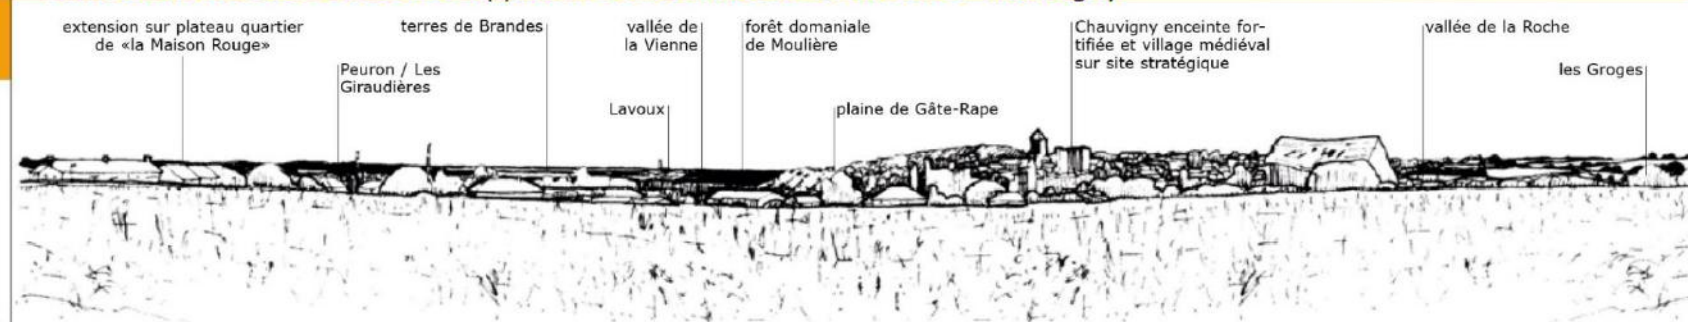 extension sur plateau quartier
de «la Maison Rouge»
Peuron / Les
Giraudières
terres de Brandes
Lavoux
vallée de
la Vienne
forêt domaniale
de Moulière
plaine de Gâte-Rape
Chauvigny enceinte for-
tifiée et village médiéval
sur site stratégique
vallée de la Roche
les Groges